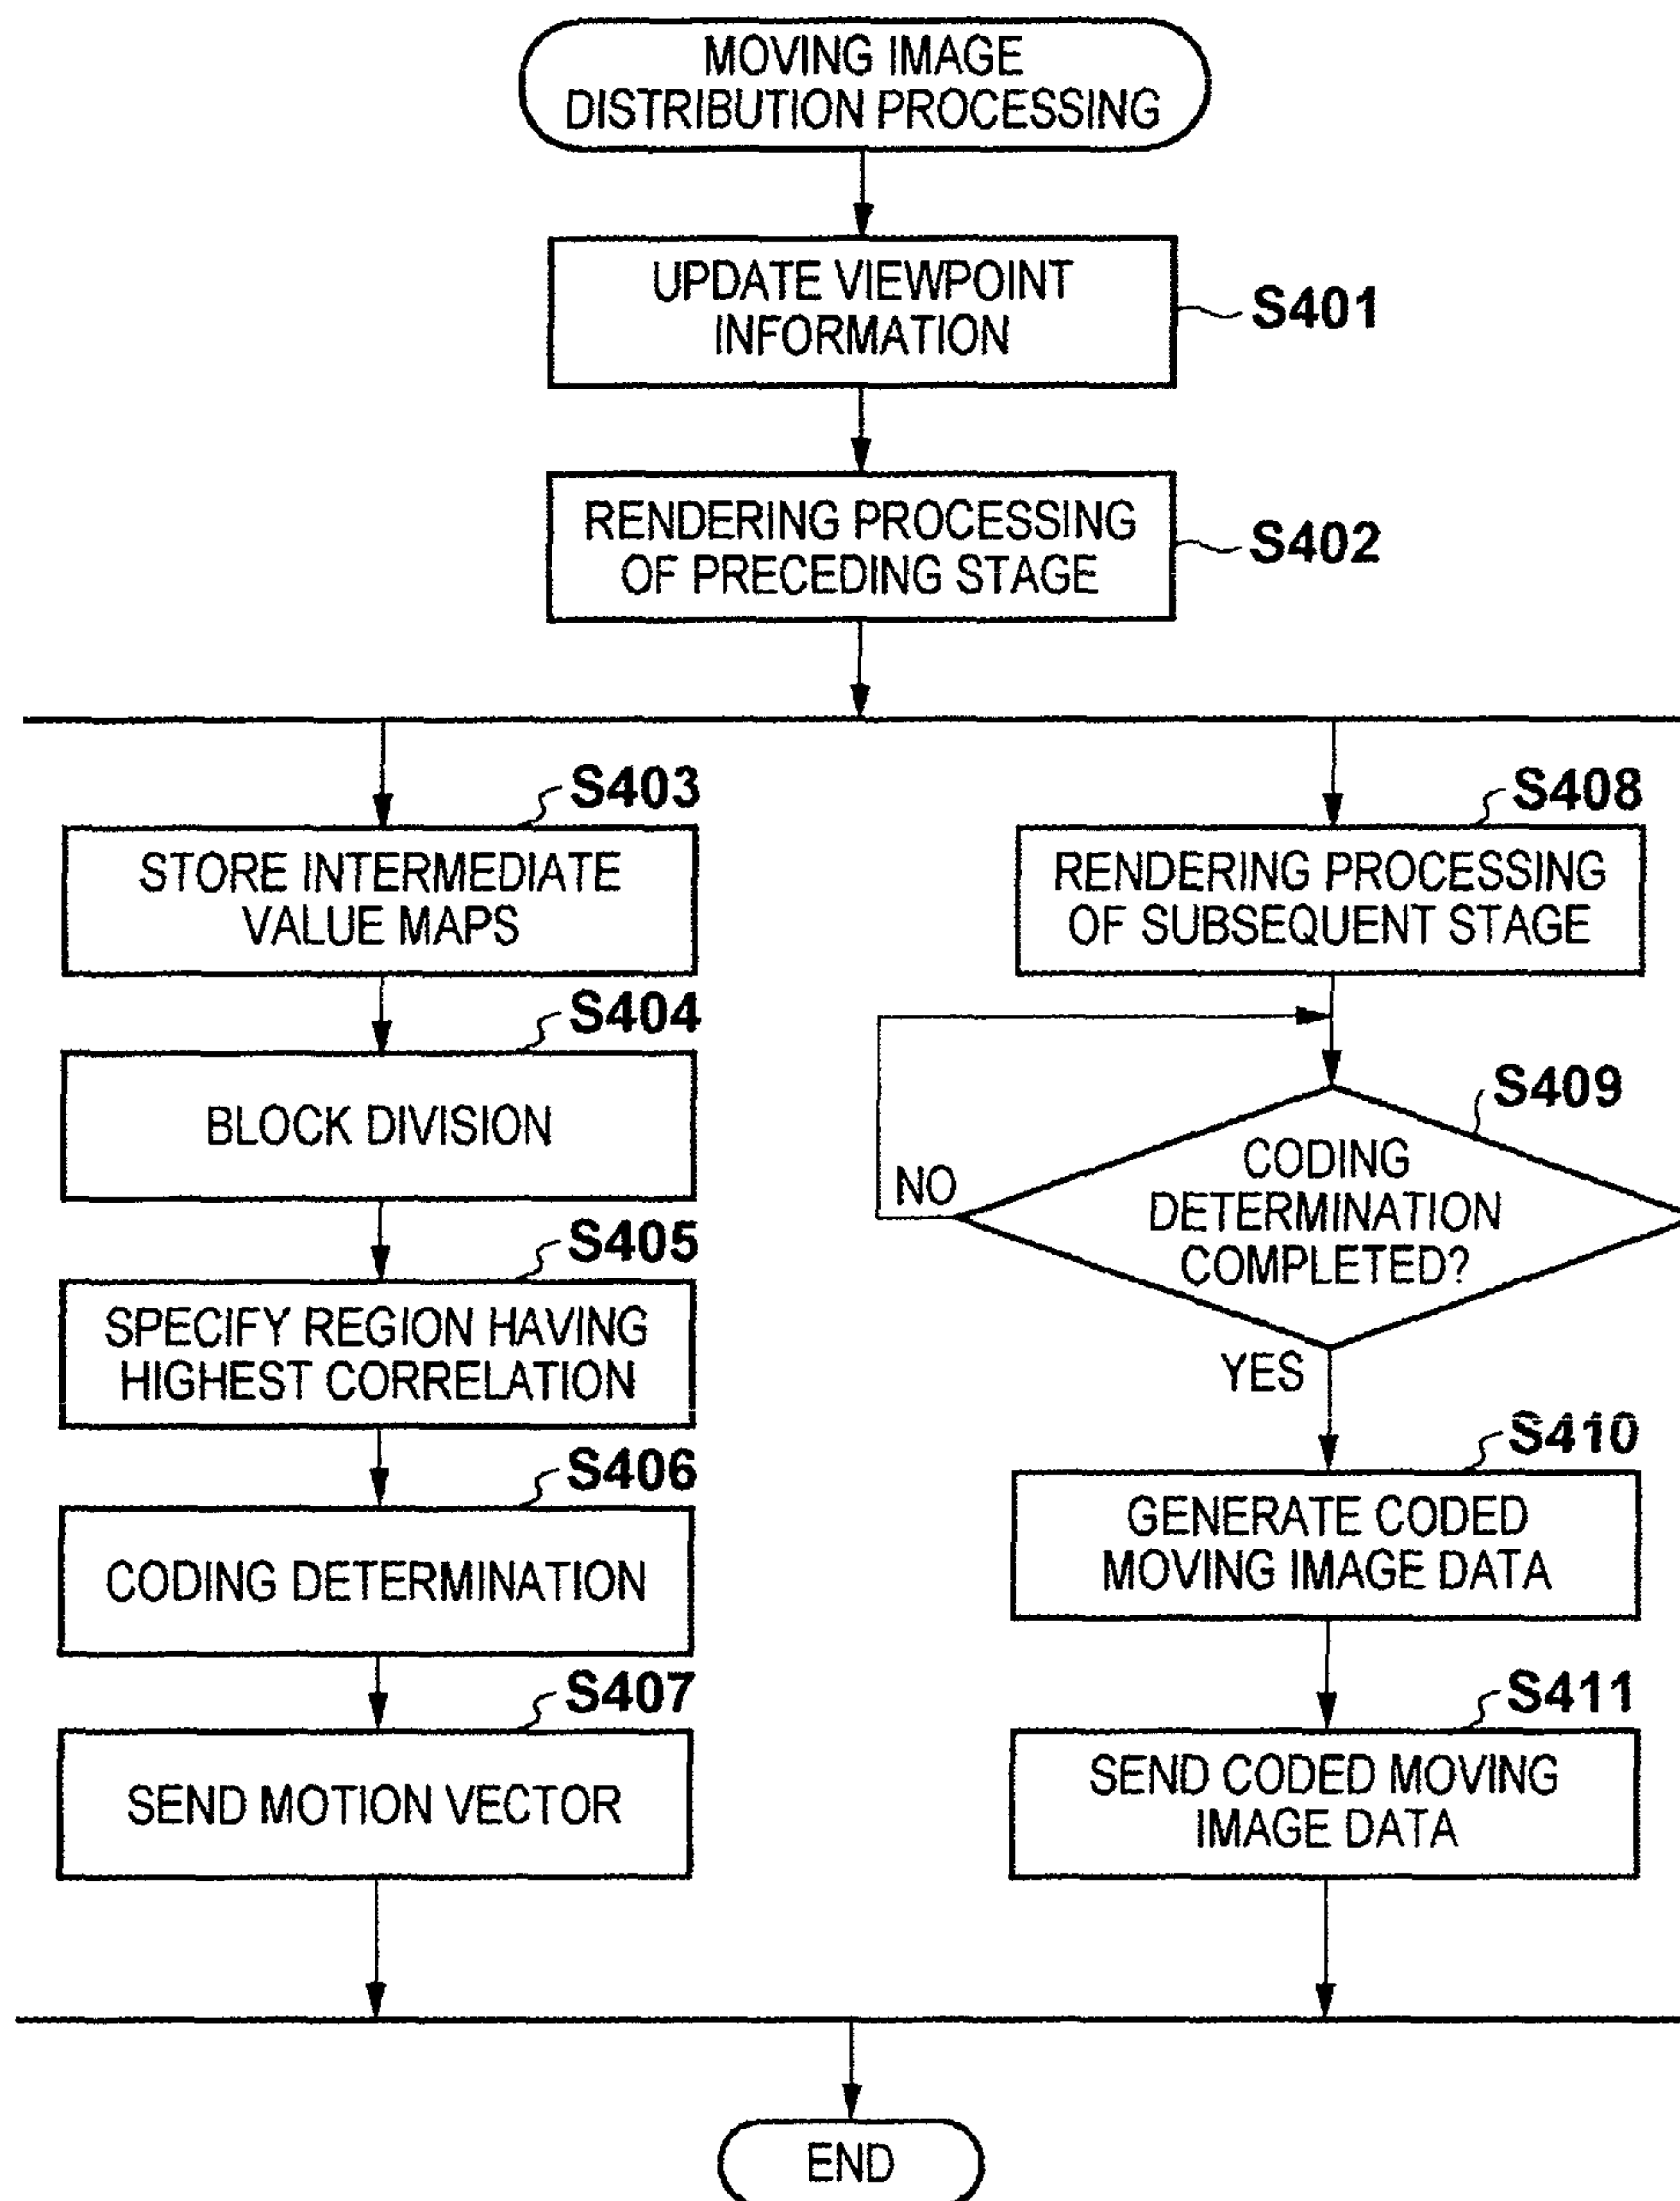 MOVING IMAGE
DISTRIBUTION PROCESSING
UPDATE VIEWPOINT
INFORMATION
S401
RENDERING PROCESSING
OF PRECEDING STAGE
S402
S403
STORE INTERMEDIATE
VALUE MAPS
S404
BLOCK DIVISION
S405
SPECIFY REGION HAVING
HIGHEST CORRELATION
S406
CODING DETERMINATION
S407
SEND MOTION VECTOR
S408
RENDERING PROCESSING
OF SUBSEQUENT STAGE
S409
CODING
DETERMINATION
COMPLETED?
NO
YES
S410
GENERATE CODED
MOVING IMAGE DATA
S411
SEND CODED MOVING
IMAGE DATA
END